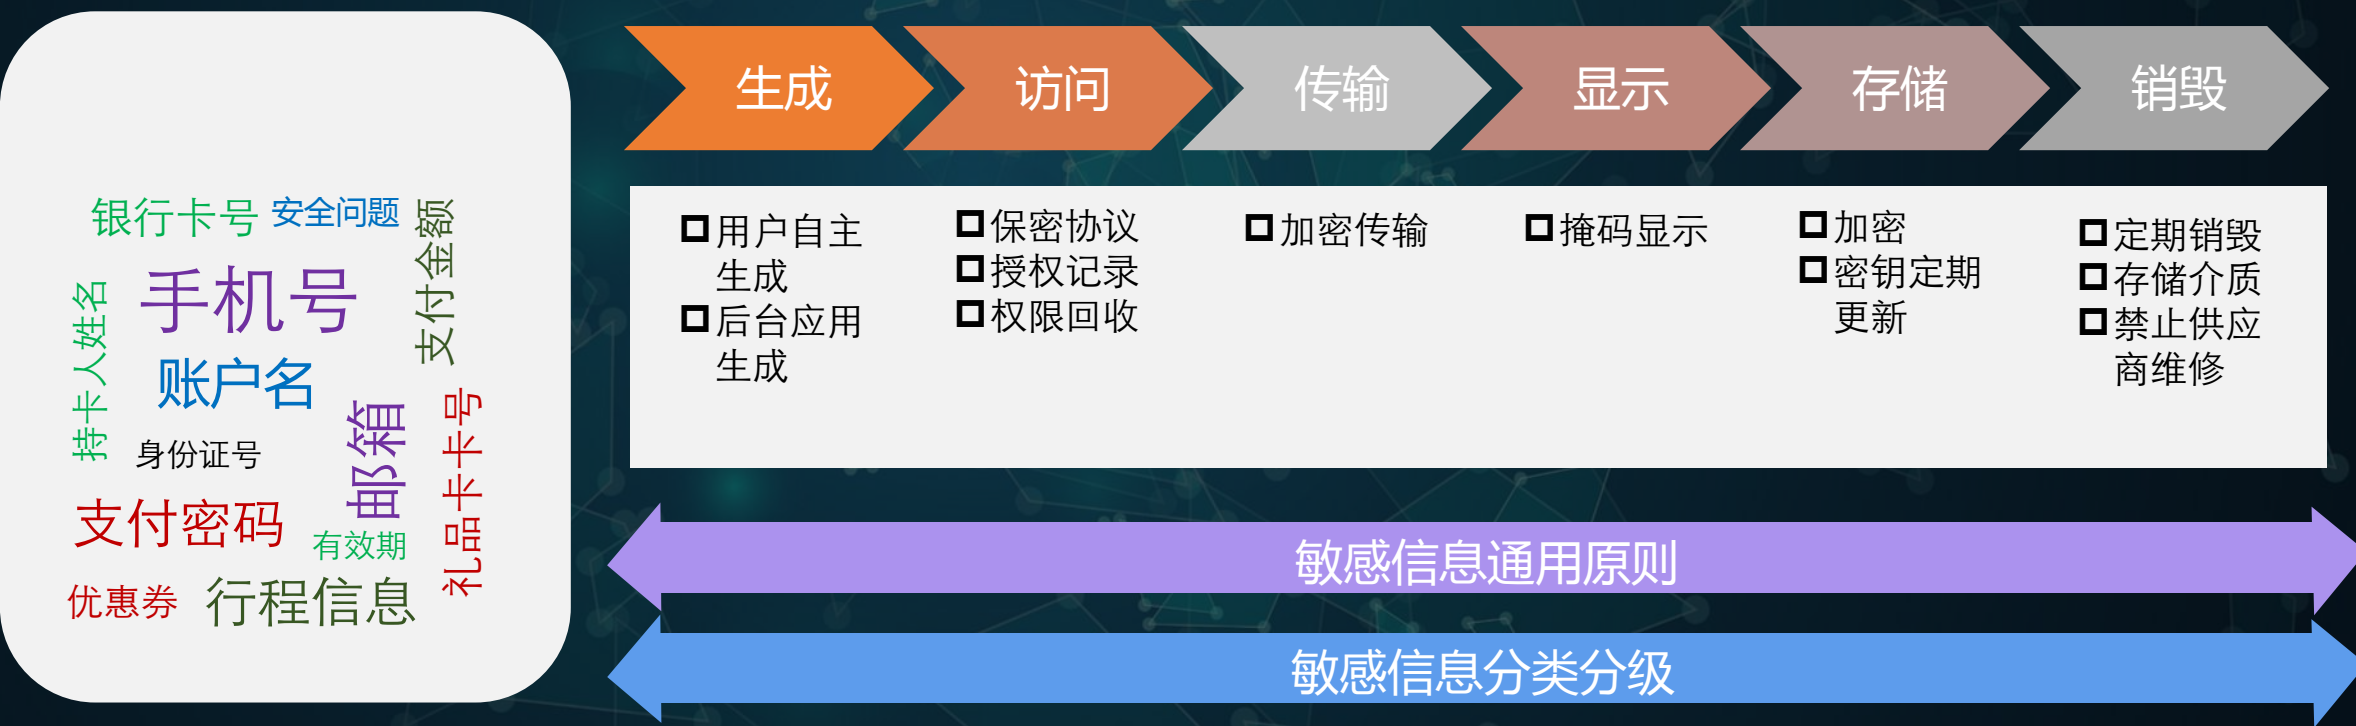 银行卡号
安全问题
支付金额
手机号
持卡人姓名
账户名
邮箱
礼品卡卡号
身份证号
支付密码
有效期
优惠券
行程信息
生成
访问
传输
显示
存储
销毁
用户自主
生成
后台应用
生成
保密协议
授权记录
权限回收
加密传输
掩码显示
加密
密钥定期
更新
定期销毁
存储介质
禁止供应
商维修
敏感信息通用原则
敏感信息分类分级